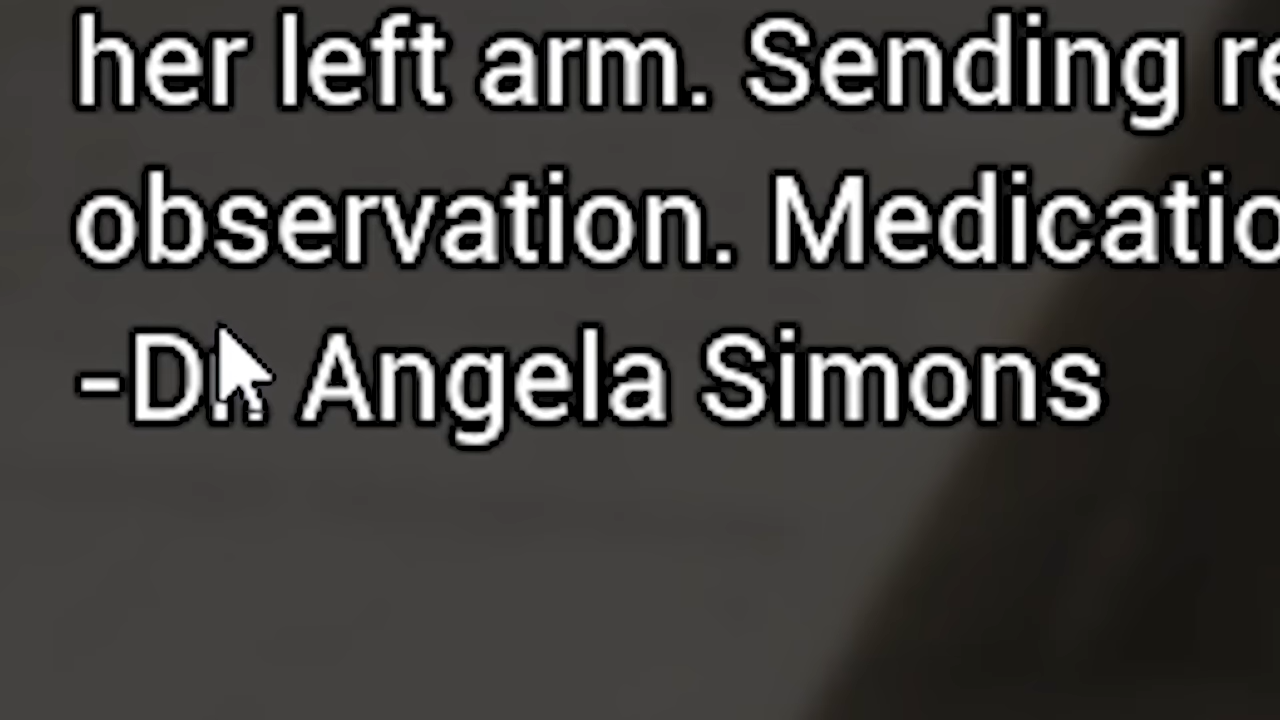 her left arm. Sending
observation.
-Dr. Angela Simons